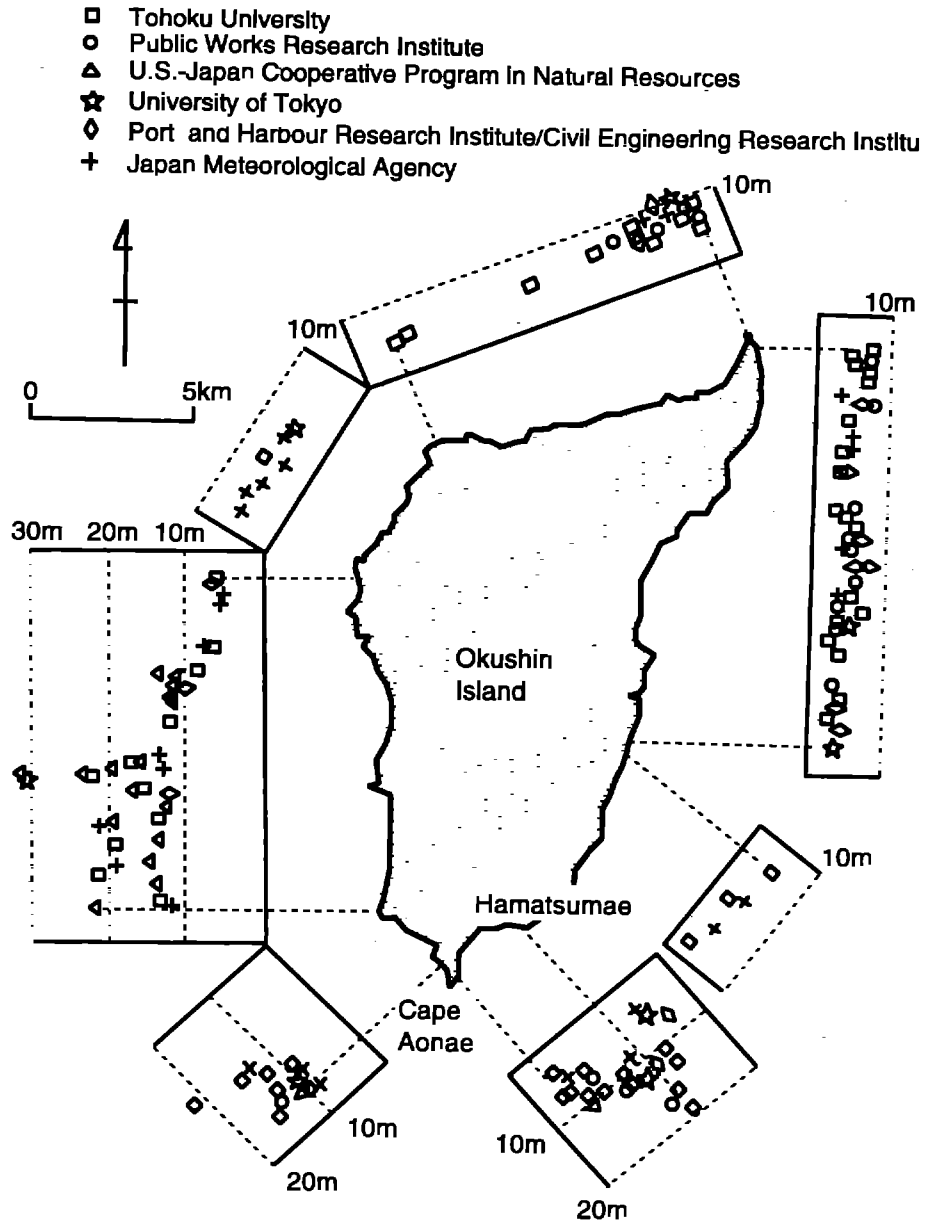 Tohoku University
Public Works Research Institute
U.S.-Japan Cooperative Program in Natural Resources
University of Tokyo
Port and Harbour Research Institute/Civil Engineering Research Institu
Japan Meteorological Agency
10m
10m
10m
0 5km
30m 20m 10m
Okushin
Island
10m
Hamatsumae
Cape
Aonae
10m
10m
20m
20m